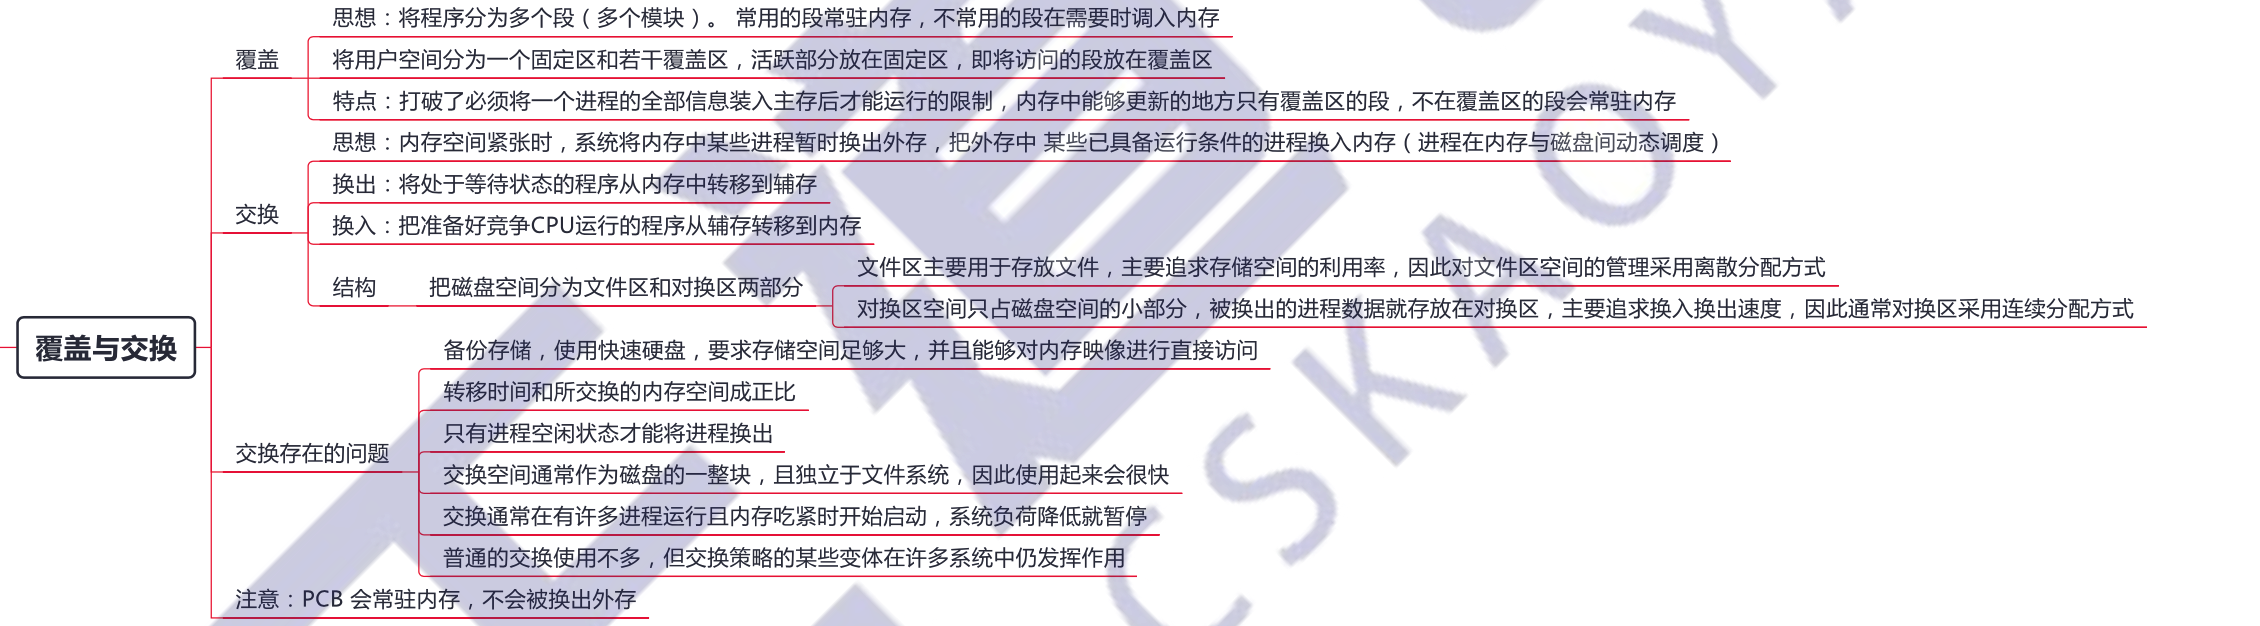 思想：将程序分为多个段（多个模块）。 常用的段常驻内存，不常用的段在需要时调入内存
覆盖
将用户空间分为一个固定区和若干覆盖区，活跃部分放在固定区，即将访问的段放在覆盖区
特点：打破了必须将一个进程的全部信息装入主存后才能运行的限制，内存中能够更新的地方只有覆盖区的段，不在覆盖区的段会常驻内存
思想：内存空间紧张时，系统将内存中某些进程暂时换出外存，把外存中 某些已具备运行条件的进程换入内存（进程在内存与磁盘间动态调度）
换出：将处于等待状态的程序从内存中转移到辅存
交换
换入：把准备好竞争CPU运行的程序从辅存转移到内存
结构
把磁盘空间分为文件区和对换区两部分
文件区主要用于存放文件，主要追求存储空间的利用率，因此对文件区空间的管理采用离散分配方式
对换区空间只占磁盘空间的小部分，被换出的进程数据就存放在对换区，主要追求换入换出速度，因此通常对换区采用连续分配方式
覆盖与交换
备份存储，使用快速硬盘，要求存储空间足够大，并且能够对内存映像进行直接访问
转移时间和所交换的内存空间成正比
只有进程空闲状态才能将进程换出
交换存在的问题
交换空间通常作为磁盘的一整块，且独立于文件系统，因此使用起来会很快
交换通常在有许多进程运行且内存吃紧时开始启动，系统负荷降低就暂停
普通的交换使用不多，但交换策略的某些变体在许多系统中仍发挥作用
注意：PCB 会常驻内存，不会被换出外存
CSKAOYA